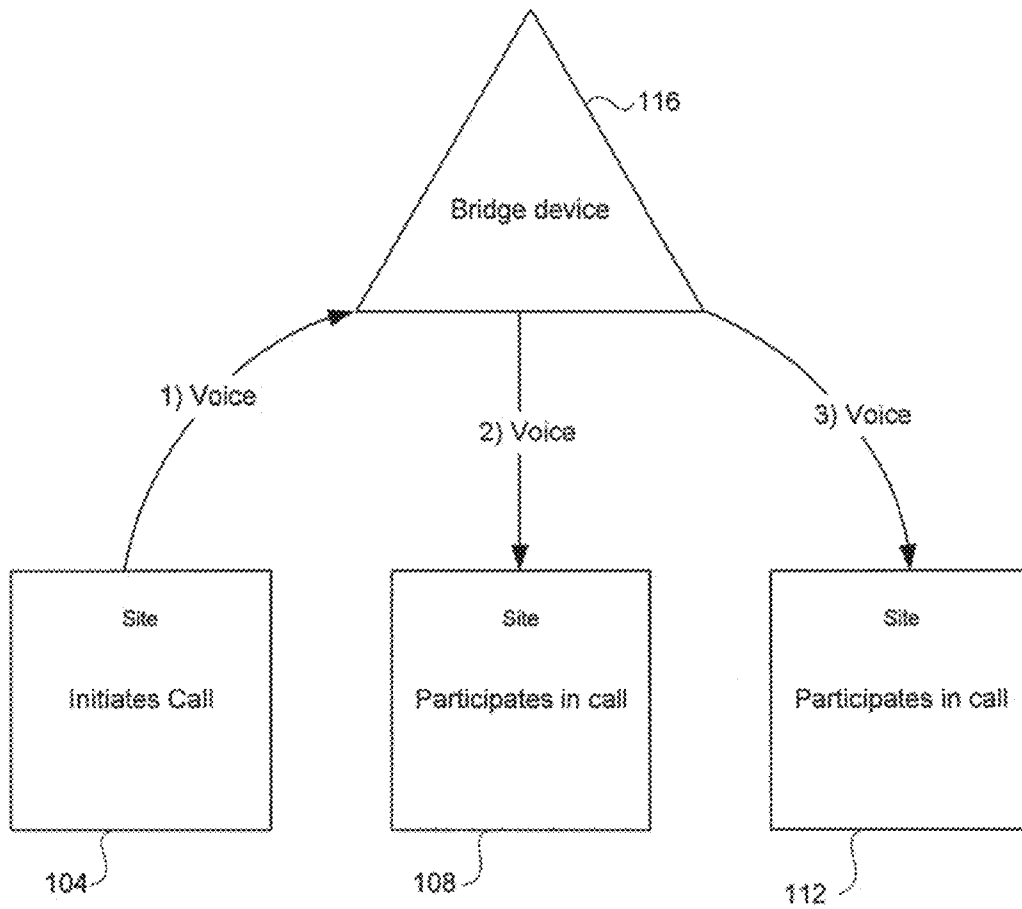 116
Bridge device
1) Voice
2) Voice
3) Voice
Site
Initiates Call
Site
Participates in call
Site
Participates in call
104
108
112